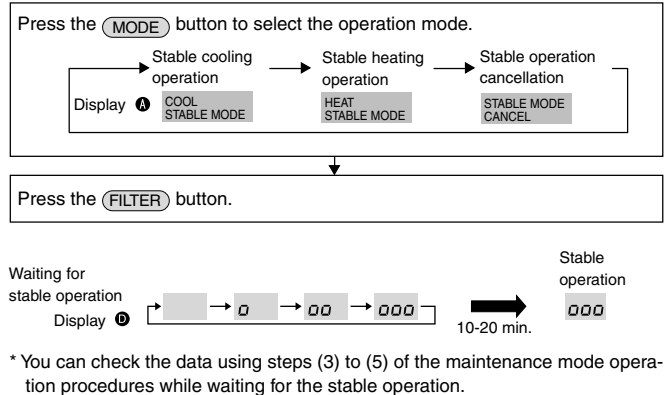 Press the MODE button to select the operation mode.
Stable cooling
operation
Stable heating
operation
Stable operation
cancellation
Display A
COOL
STABLE MODE
HEAT
STABLE MODE
STABLE MODE
CANCEL
Press the FILTER button.
Waiting for
stable operation
Display D
0
00
000
10-20 min.
Stable
operation
000
* You can check the data using steps (3) to (5) of the maintenance mode opera-
tion procedures while waiting for the stable operation.